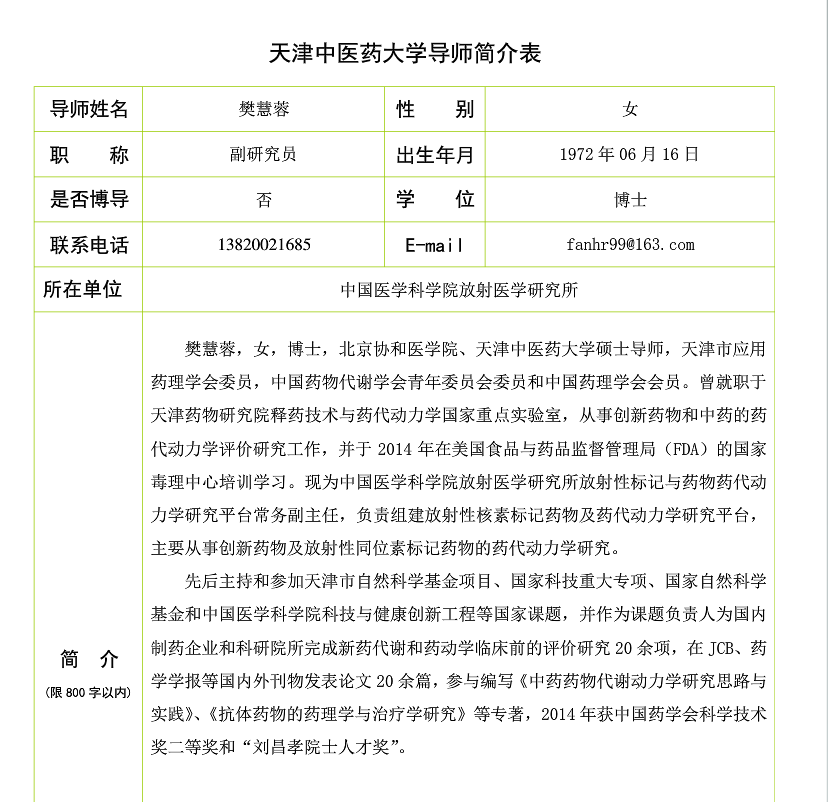 天津中医药大学导师简介表
导师姓名 樊慧蓉 性 别 女
职 称 副研究员 出生年月 1972 年 06 月 16 日
是否博导 否 学 位 博士
联系电话 13820021685 E-mail fanhr99@163.com
所在单位 中国医学科学院放射医学研究所
樊慧蓉，女，博士，北京协和医学院、天津中医药大学硕士导师，天津市应用
药理学会委员，中国药物代谢学会青年委员会委员和中国药理学会会员。曾就职于
天津药物研究院释药技术与药代动力学国家重点实验室，从事创新药物和中药的药
代动力学评价研究工作，并于 2014 年在美国食品与药品监督管理局（FDA）的国家
毒理中心培训学习。现为中国医学科学院放射医学研究所放射性标记与药物药代动
力学研究平台常务副主任，负责组建放射性核素标记药物及药代动力学研究平台，
主要从事创新药物及放射性同位素标记药物的药代动力学研究。
先后主持和参加天津市自然科学基金项目、国家科技重大专项、国家自然科学
基金和中国医学科学院科技与健康创新工程等国家课题，并作为课题负责人为国内
制药企业和科研院所完成新药代谢和药动学临床前的评价研究 20 余项，在 JCB、药
学学报等国内外刊物发表论文 20 余篇，参与编写《中药药物代谢动力学研究思路与
实践》、《抗体药物的药理学与治疗学研究》等专著，2014 年获中国药学会科学技术
奖二等奖和“刘昌孝院士人才奖”。
简 介
（限 800 字以内）